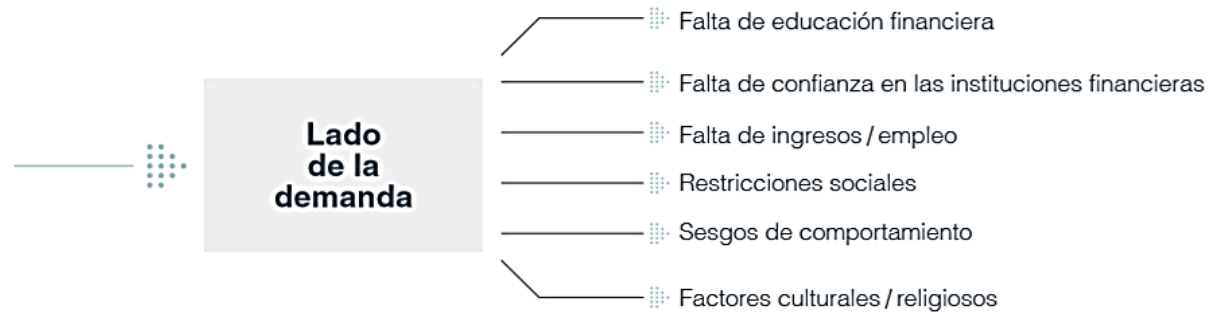 Lado
de la
demanda
Falta de educación financiera
Falta de confianza en las instituciones financieras
Falta de ingresos / empleo
Restricciones sociales
Sesgos de comportamiento
Factores culturales / religiosos